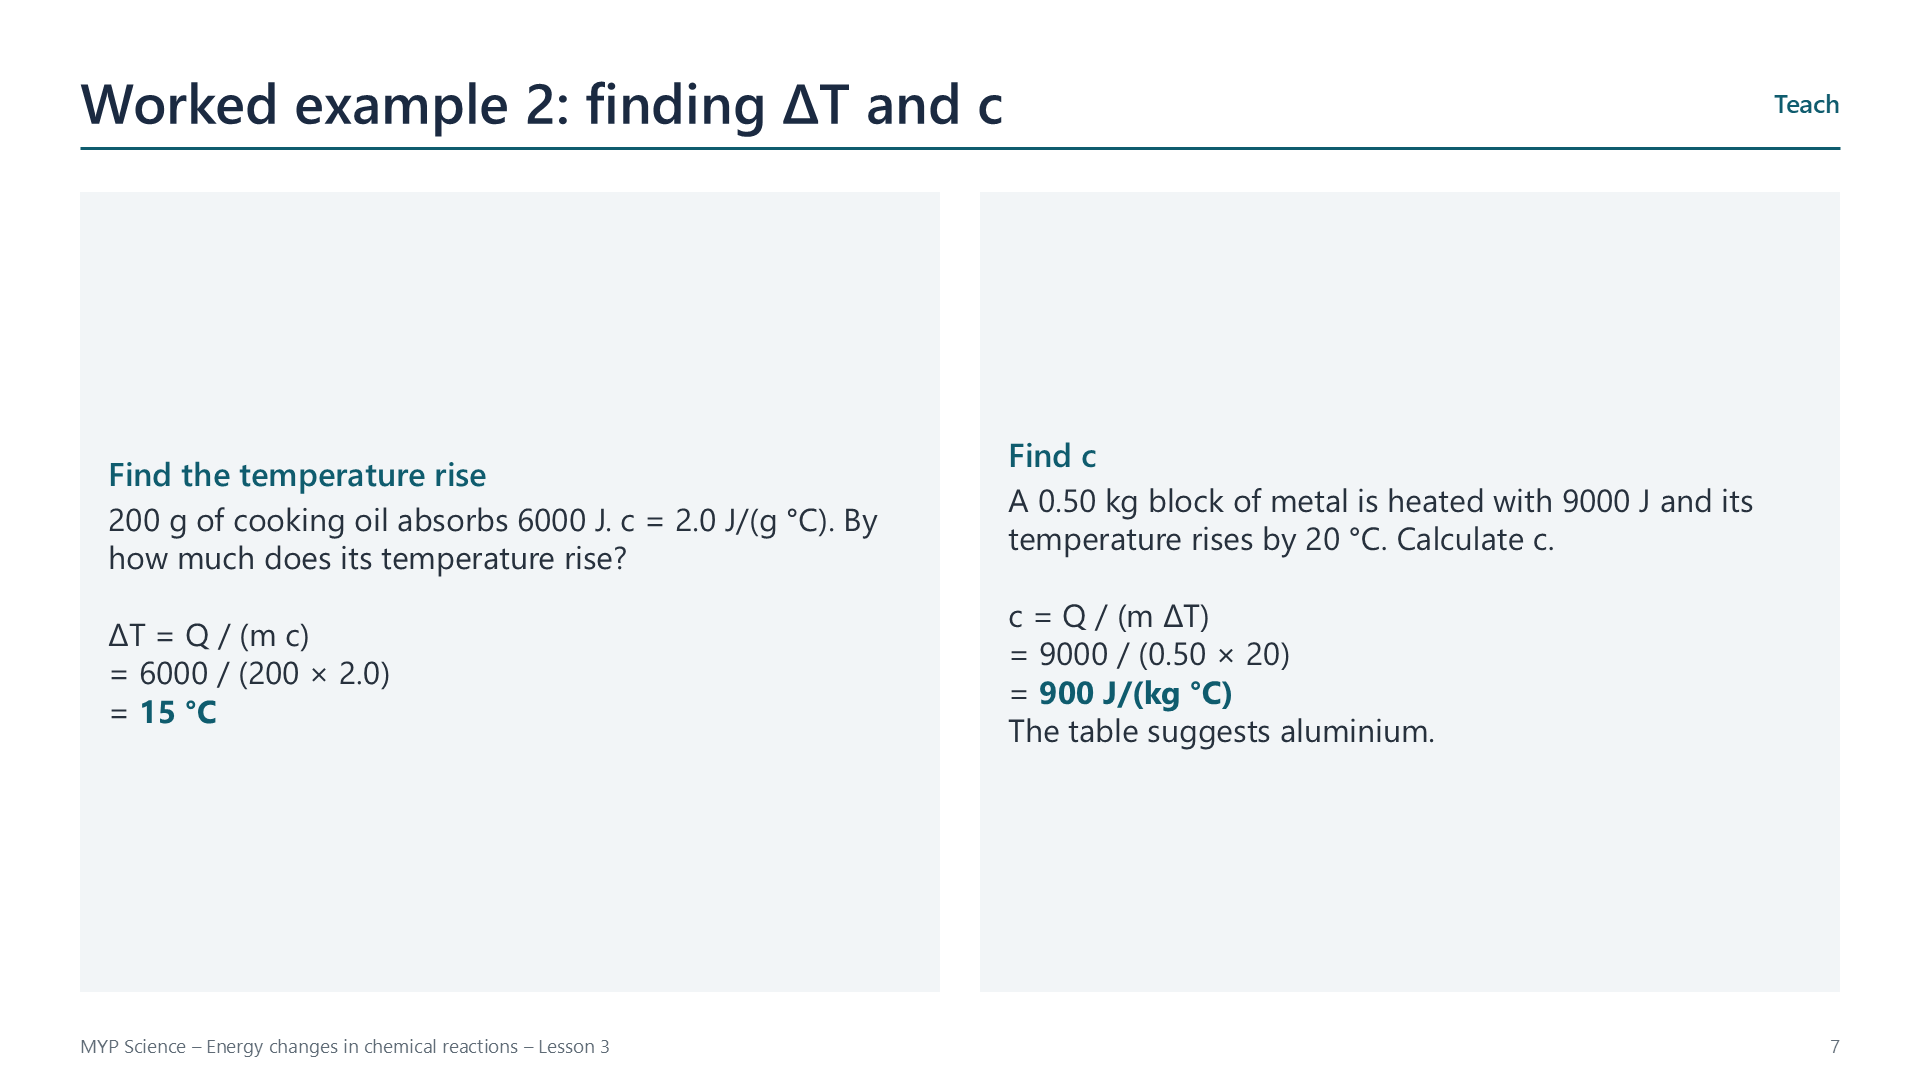 Worked example 2: finding ΔT and c
Teach
Find the temperature rise
200 g of cooking oil absorbs 6000 J. c = 2.0 J/(g °C). By
how much does its temperature rise?
ΔT = Q / (m c)
= 6000 / (200 × 2.0)
= 15 °C
Find c
A 0.50 kg block of metal is heated with 9000 J and its
temperature rises by 20 °C. Calculate c.
c = Q / (m ΔT)
= 9000 / (0.50 × 20)
= 900 J/(kg °C)
The table suggests aluminium.
MYP Science – Energy changes in chemical reactions – Lesson 3
7